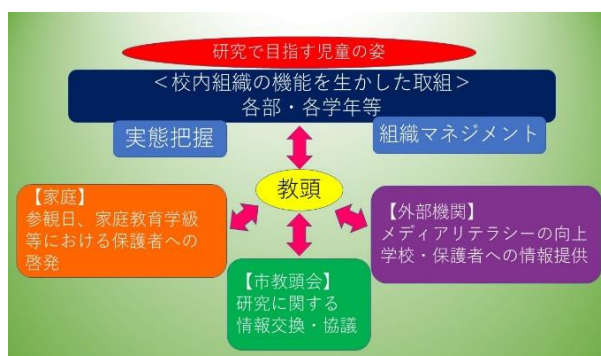 研究で目指す児童の姿
＜校内組織の機能を生かした取組＞
各部・各学年等
実態把握
組織マネジメント
教頭
【家庭】
参観日、家庭教育学級
等における保護者への
啓発
【外部機関】
メディアリテラシーの向上
学校・保護者への情報提供
【市教頭会】
研究に関する
情報交換・協議